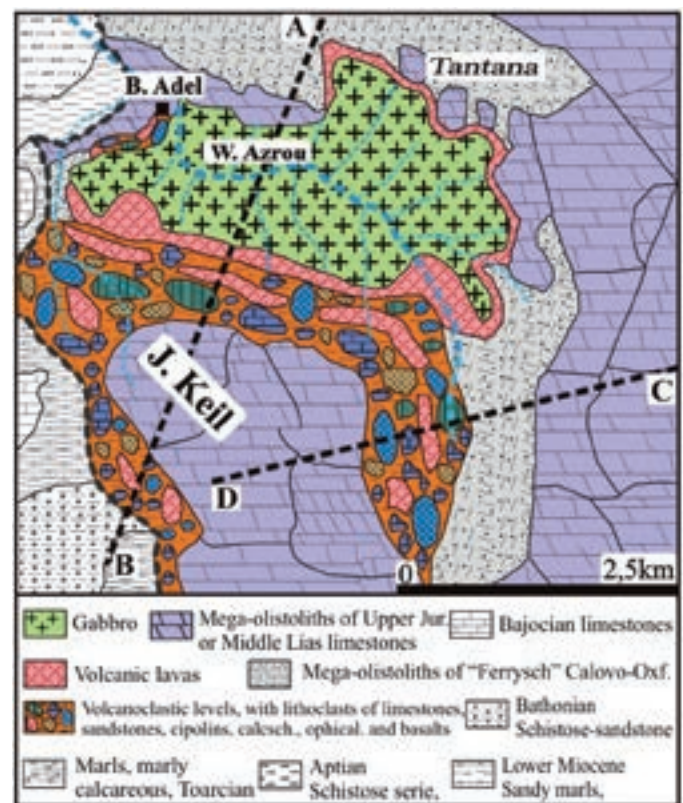 A
Tantana
B. Adel
W. Azrou
J. Keil
C
D
B
0 2,5km
Gabbro
Mega-olistoliths of Upper Jur.
or Middle Lias limestones
Bajocian limestones
Volcanic lavas
Mega-olistoliths of "Ferrysch" Calovo-Oxf.
Volcanoclastic levels, with lithoclasts of limestones,
sandstones, cipolins, calcsch., ophical. and basalts
Bathonian
Schistose-sandstone
Marls, marly
calcareous, Toarcian
Aptian
Schistose serie,
Lower Miocene
Sandy marls,